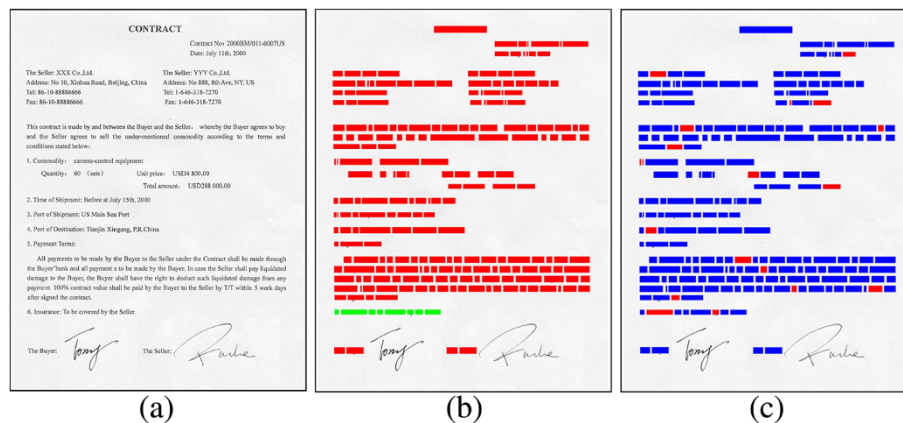 CONTRACT
Contract No: 2000BM/011-0007US
Date: July 11th, 2000
The Seller: XXX Co.,Ltd. The Seller: YYY Co.,Ltd.
Address: No 10, Xinhua Road, Beijing, China Address: No 888, 8th Ave, NY, US
Tel: 86-10-88886666 Tel: 1-646-318-7270
Fax: 86-10-88886666 Fax: 1-646-318-7270
This contract is made by and between the Buyer and the Seller; whereby the Buyer agrees to buy
and the Seller agrees to sell the under-mentioned commodity according to the terms and
conditions stated below:
1. Commodity: camera-control equipment
Quantity: 60 (sets) Unit price: USD4 800.00
Total amount: USD288 000.00
2. Time of Shipment: Before at July 15th, 2000
3. Port of Shipment: US Main Sea Port
4. Port of Destination: Tianjin Xingang, P.R.China
5. Payment Terms:
All payments to be made by the Buyer to the Seller under the Contract shall be made through
the Buyer'bank and all payment s to be made by the Buyer. In case the Seller shall pay liquidated
damage to the Buyer, the Buyer shall have the right to deduct such liquidated damage from any
payment. 100% contract value shall be paid by the Buyer to the Seller by T/T within 5 work days
after signed the contract.
6. Insurance: To be covered by the Seller.
The Buyer: Tony The Seller:
Tony
(a) (b) (c)